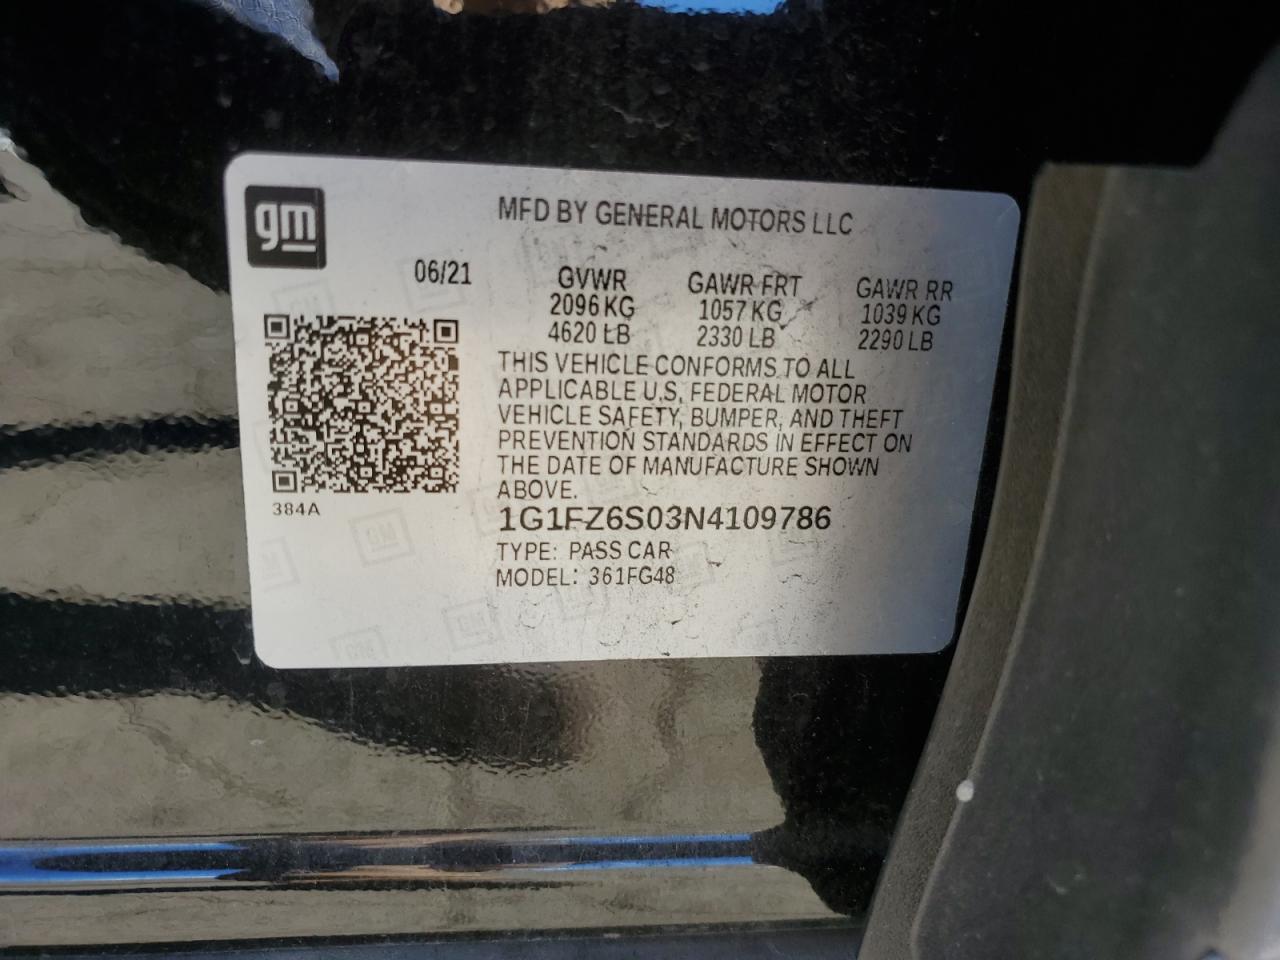 gm
MFD BY GENERAL MOTORS LLC
06/21
GVWR GAWR FRT GAWR RR
2096 KG 1057 KG 1039 KG
4620 LB 2330 LB 2290 LB
THIS VEHICLE CONFORMS TO ALL
APPLICABLE U.S. FEDERAL MOTOR
VEHICLE SAFETY, BUMPER, AND THEFT
PREVENTION STANDARDS IN EFFECT ON
THE DATE OF MANUFACTURE SHOWN
ABOVE.
384A
1G1FZ6S03N4109786
TYPE: PASS CAR
MODEL: 361FG48